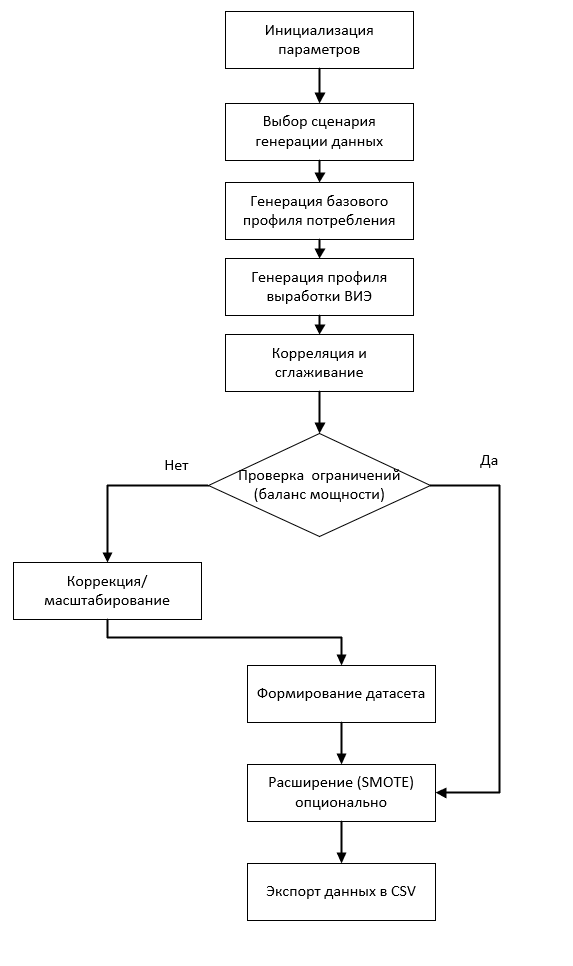 Инициализация
параметров
Выбор сценария
генерации данных
Генерация базового
профиля потребления
Генерация профиля
выработки ВИЭ
Корреляция и
сглаживание
Нет
Да
Проверка ограничений
(баланс мощности)
Коррекция/
масштабирование
Формирование датасета
Расширение (SMOTE)
опционально
Экспорт данных в CSV